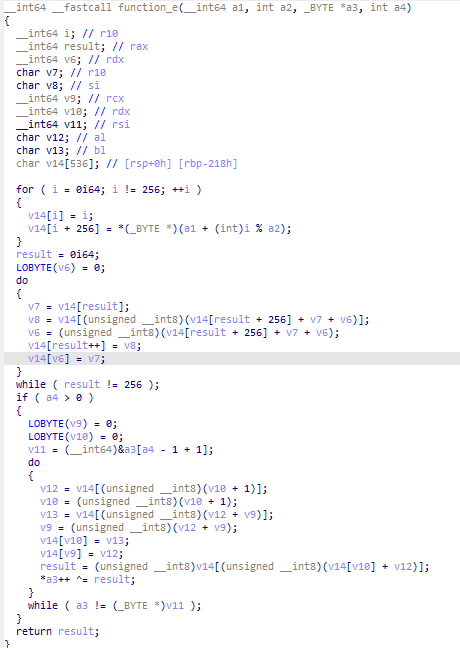 __int64 __fastcall function_e(__int64 a1, int a2, _BYTE *a3, int a4)
{
  __int64 i; // r10
  __int64 result; // rax
  __int64 v6; // rdx
  char v7; // r10
  char v8; // si
  __int64 v9; // rcx
  __int64 v10; // rdx
  __int64 v11; // rsi
  char v12; // al
  char v13; // bl
  char v14[536]; // [rsp+0h] [rbp-218h]

  for ( i = 0i64; i != 256; ++i )
  {
    v14[i] = i;
    v14[i + 256] = *(_BYTE *)(a1 + (int)i % a2);
  }
  result = 0i64;
  LOBYTE(v6) = 0;
  do
  {
    v7 = v14[result];
    v8 = v14[(unsigned __int8)(v14[result + 256] + v7 + v6)];
    v6 = (unsigned __int8)(v14[result + 256] + v7 + v6);
    v14[result++] = v8;
    v14[v6] = v7;
  }
  while ( result != 256 );
  if ( a4 > 0 )
  {
    LOBYTE(v9) = 0;
    LOBYTE(v10) = 0;
    v11 = (__int64)&a3[a4 - 1 + 1];
    do
    {
      v12 = v14[(unsigned __int8)(v10 + 1)];
      v10 = (unsigned __int8)(v10 + 1);
      v13 = v14[(unsigned __int8)(v12 + v9)];
      v9 = (unsigned __int8)(v12 + v9);
      v14[v10] = v13;
      v14[v9] = v12;
      result = (unsigned __int8)v14[(unsigned __int8)(v14[v10] + v12)];
      *a3++ ^= result;
    }
    while ( a3 != (_BYTE *)v11 );
  }
  return result;
}